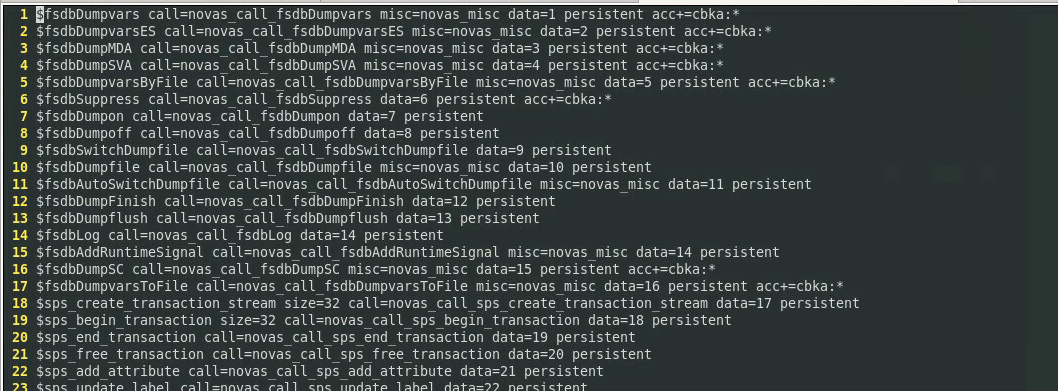 1 $fsdbDumpvars call=novas_call_fsdbDumpvars misc=novas_misc data=1 persistent acc+=cbka:*
2 $fsdbDumpvarsES call=novas_call_fsdbDumpvarsES misc=novas_misc data=2 persistent acc+=cbka:*
3 $fsdbDumpMDA call=novas_call_fsdbDumpMDA misc=novas_misc data=3 persistent acc+=cbka:*
4 $fsdbDumpSVA call=novas_call_fsdbDumpSVA misc=novas_misc data=4 persistent acc+=cbka:*
5 $fsdbDumpvarsByFile call=novas_call_fsdbDumpvarsByFile misc=novas_misc data=5 persistent acc+=cbka:*
6 $fsdbSuppress call=novas_call_fsdbSuppress data=6 persistent acc+=cbka:*
7 $fsdbDumpon call=novas_call_fsdbDumpon data=7 persistent
8 $fsdbDumpoff call=novas_call_fsdbDumpoff data=8 persistent
9 $fsdbSwitchDumpfile call=novas_call_fsdbSwitchDumpfile data=9 persistent
10 $fsdbDumpfile call=novas_call_fsdbDumpfile misc=novas_misc data=10 persistent
11 $fsdbAutoSwitchDumpfile call=novas_call_fsdbAutoSwitchDumpfile misc=novas_misc data=11 persistent
12 $fsdbDumpFinish call=novas_call_fsdbDumpFinish data=12 persistent
13 $fsdbDumpflush call=novas_call_fsdbDumpflush data=13 persistent
14 $fsdbLog call=novas_call_fsdbLog data=14 persistent
15 $fsdbAddRuntimeSignal call=novas_call_fsdbAddRuntimeSignal misc=novas_misc data=14 persistent
16 $fsdbDumpSC call=novas_call_fsdbDumpSC misc=novas_misc data=15 persistent acc+=cbka:*
17 $fsdbDumpvarsToFile call=novas_call_fsdbDumpvarsToFile misc=novas_misc data=16 persistent acc+=cbka:*
18 $sps_create_transaction_stream size=32 call=novas_call_sps_create_transaction_stream data=17 persistent
19 $sps_begin_transaction size=32 call=novas_call_sps_begin_transaction data=18 persistent
20 $sps_end_transaction call=novas_call_sps_end_transaction data=19 persistent
21 $sps_free_transaction call=novas_call_sps_free_transaction data=20 persistent
22 $sps_add_attribute call=novas_call_sps_add_attribute data=21 persistent
23 $sps_update_label call=novas_call_sps_update_label data=22 persistent